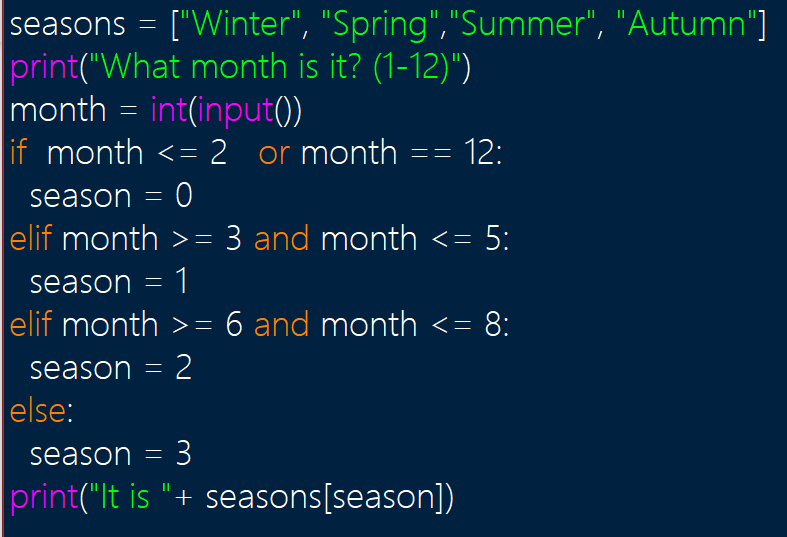 seasons = ["Winter", "Spring","Summer", "Autumn"]
print("What month is it? (1-12)")
month = int(input())
if  month <= 2   or month == 12:
  season = 0
elif month >= 3 and month <= 5:
  season = 1
elif month >= 6 and month <= 8:
  season = 2
else:
  season = 3
print("It is "+ seasons[season])